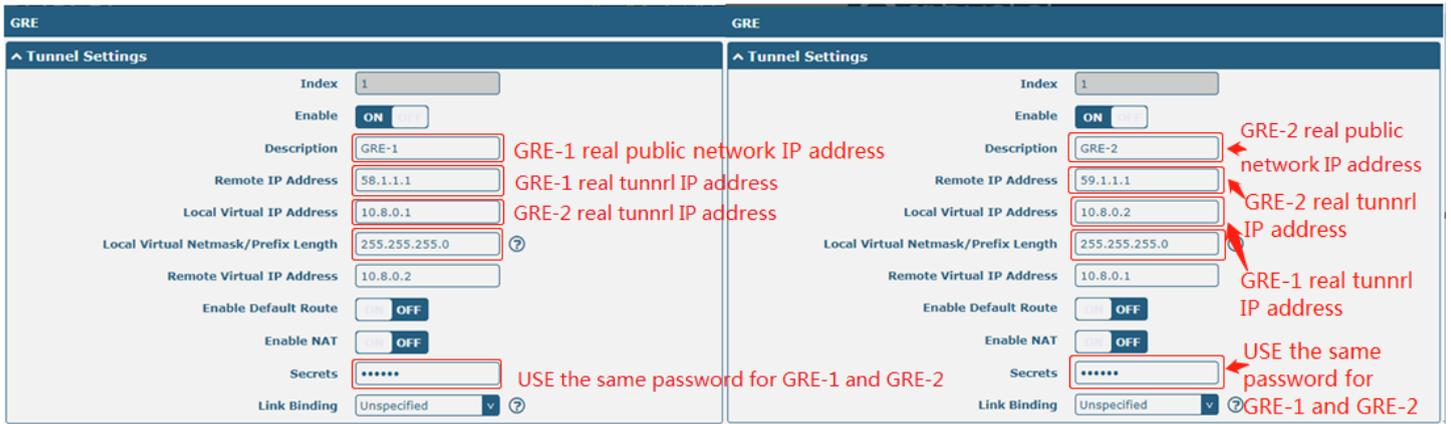 GRE
Tunnel Settings
Index 1
Enable ON OFF
Description GRE-1 GRE-1 real public network IP address
Remote IP Address 58.1.1.1 GRE-1 real tunnrl IP address
Local Virtual IP Address 10.8.0.1 GRE-2 real tunnrl IP address
Local Virtual Netmask/Prefix Length 255.255.255.0 ?
Remote Virtual IP Address 10.8.0.2
Enable Default Route ON OFF
Enable NAT ON OFF
Secrets •••••• USE the same password for GRE-1 and GRE-2
Link Binding Unspecified v ?
GRE
Tunnel Settings
Index 1
Enable ON OFF
Description GRE-2
Remote IP Address 59.1.1.1
Local Virtual IP Address 10.8.0.2
Local Virtual Netmask/Prefix Length 255.255.255.0
Remote Virtual IP Address 10.8.0.1
Enable Default Route ON OFF
Enable NAT ON OFF
Secrets ••••••
Link Binding Unspecified v ?
GRE-2 real public
network IP address
GRE-2 real tunnrl
IP address
GRE-1 real tunnrl
IP address
USE the same
password for
GRE-1 and GRE-2